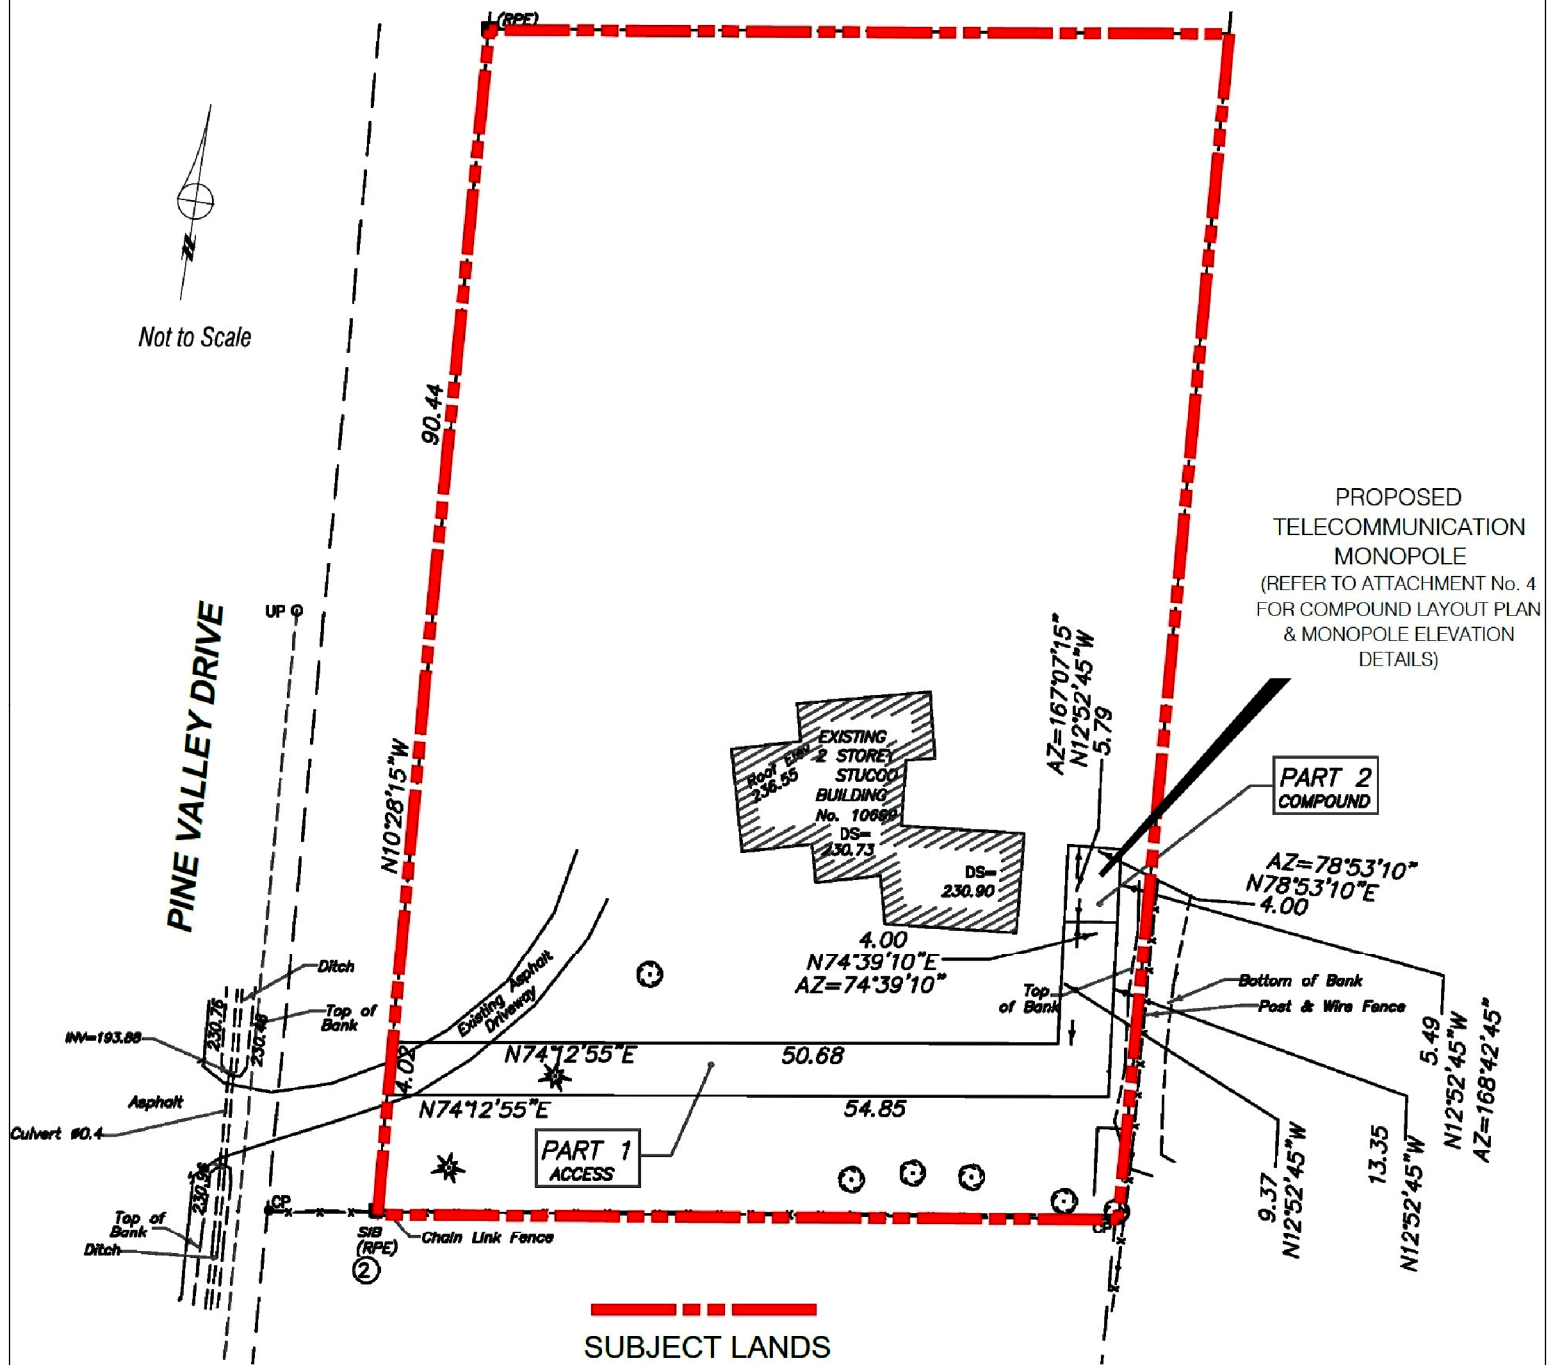 (RPE)
N
Not to Scale
90.44
PROPOSED
TELECOMMUNICATION
MONOPOLE
(REFER TO ATTACHMENT No. 4
FOR COMPOUND LAYOUT PLAN
& MONOPOLE ELEVATION
DETAILS)
UP
PINE VALLEY DRIVE
N10°28'15"W
AZ=167°07'15"
N12°52'45"W
5.79
EXISTING
2 STOREY
STUCCO
BUILDING
No. 10699
DS=
230.73
Roof Elev
236.55
DS=
230.90
PART 2
COMPOUND
AZ=78°53'10"
N78°53'10"E
4.00
4.00
N74°39'10"E
AZ=74°39'10"
Ditch
Existing Asphalt
Driveway
Top
of Bank
Bottom of Bank
Post & Wire Fence
230.76
230.46
Top of
Bank
INV=193.88
4.02
N74°12'55"E
50.68
5.49
N12°52'45"W
AZ=168°42'45"
Asphalt
Culvert Ø0.4
N74°12'55"E
54.85
PART 1
ACCESS
9.37
N12°52'45"W
13.35
N12°52'45"W
CP
Top of
Bank
Ditch
SIB
(RPE)
2
Chain Link Fence
SUBJECT LANDS